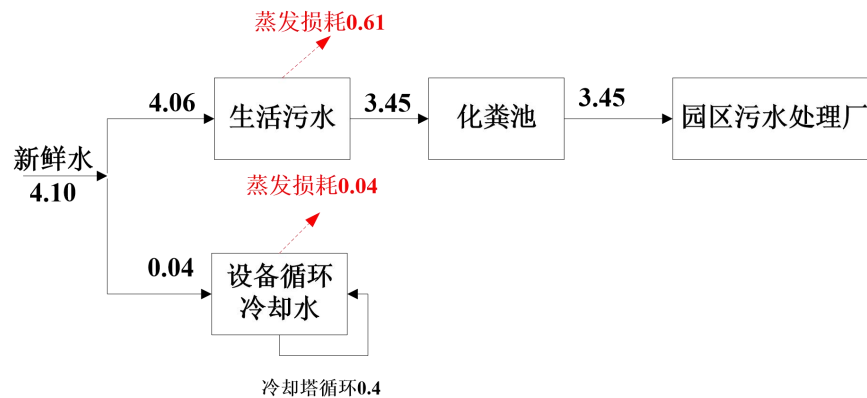 蒸发损耗0.61
4.06
生活污水
3.45
化粪池
3.45
园区污水处理厂
新鲜水
4.10
蒸发损耗0.04
0.04
设备循环
冷却水
冷却塔循环0.4